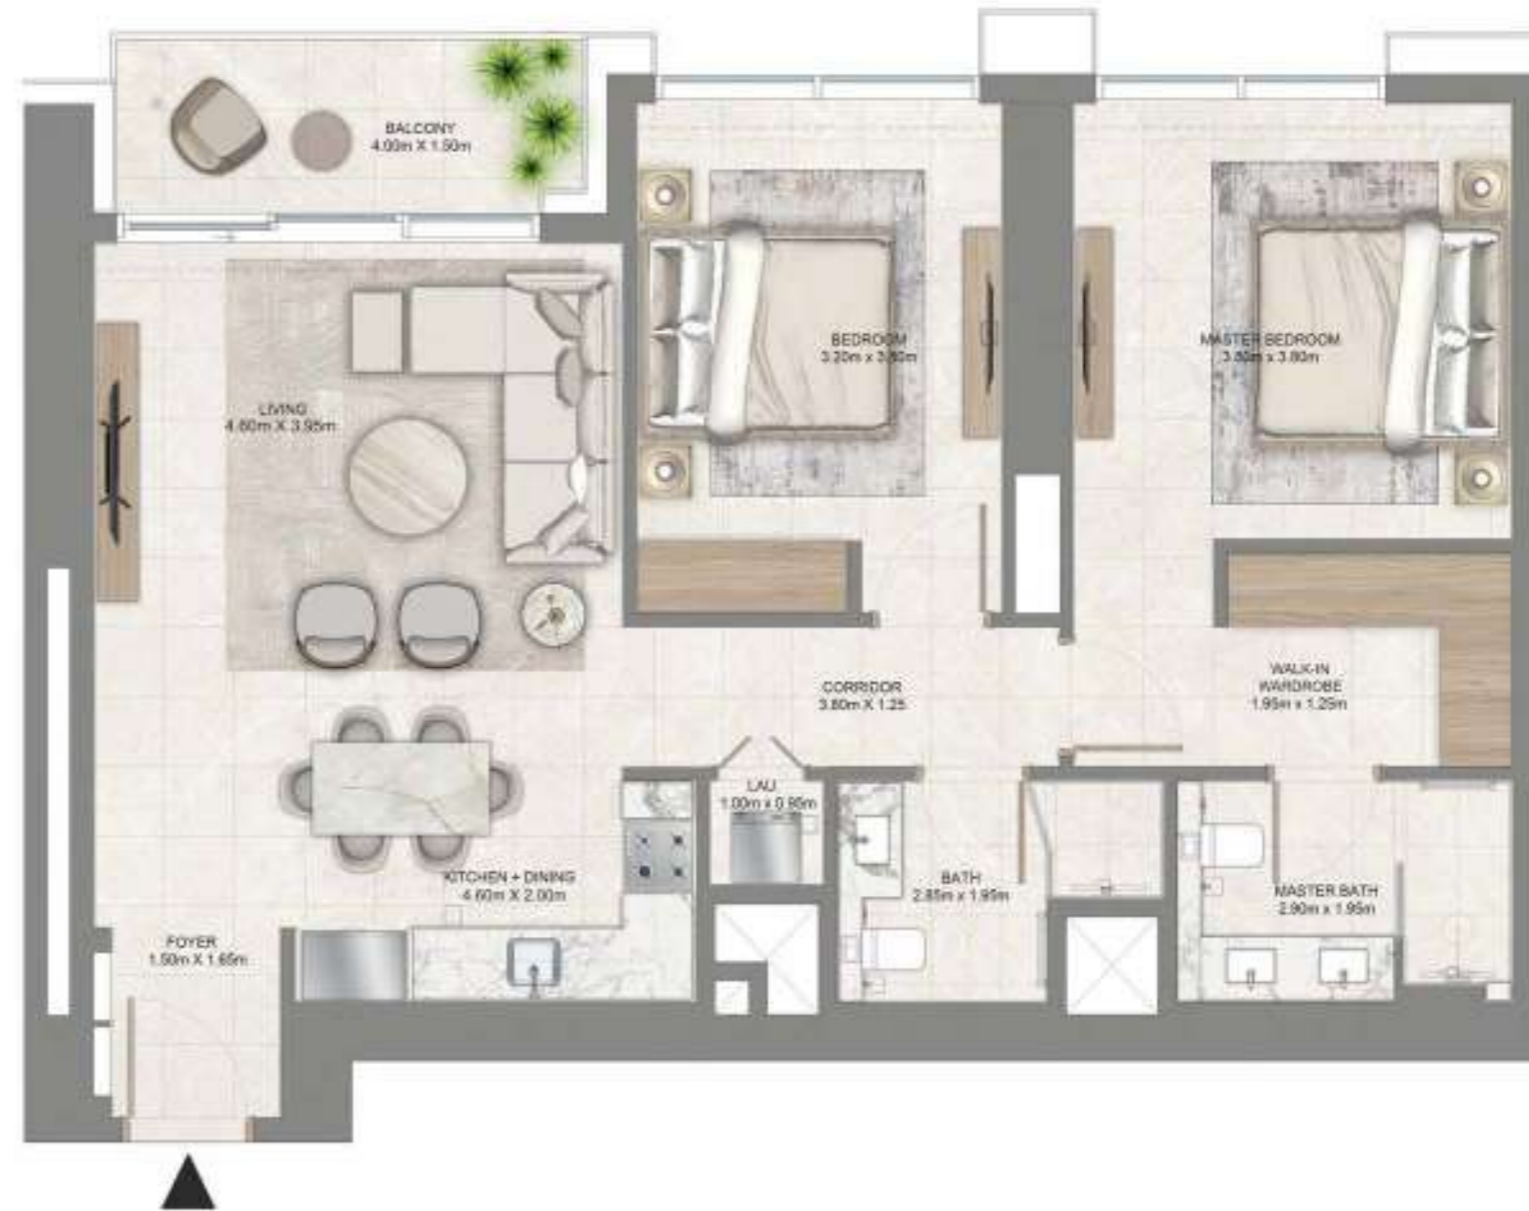 BALCONY
4.00m X 1.50m
BEDROOM
3.20m x 3.80m
MASTER BEDROOM
3.80m x 3.80m
LIVING
4.60m X 3.95m
CORRIDOR
3.80m X 1.25
WALK-IN
WARDROBE
1.95m x 1.25m
LAU
1.00m x 0.95m
KITCHEN + DINING
4.60m X 2.00m
BATH
2.85m x 1.95m
MASTER BATH
2.90m x 1.95m
FOYER
1.50m X 1.65m